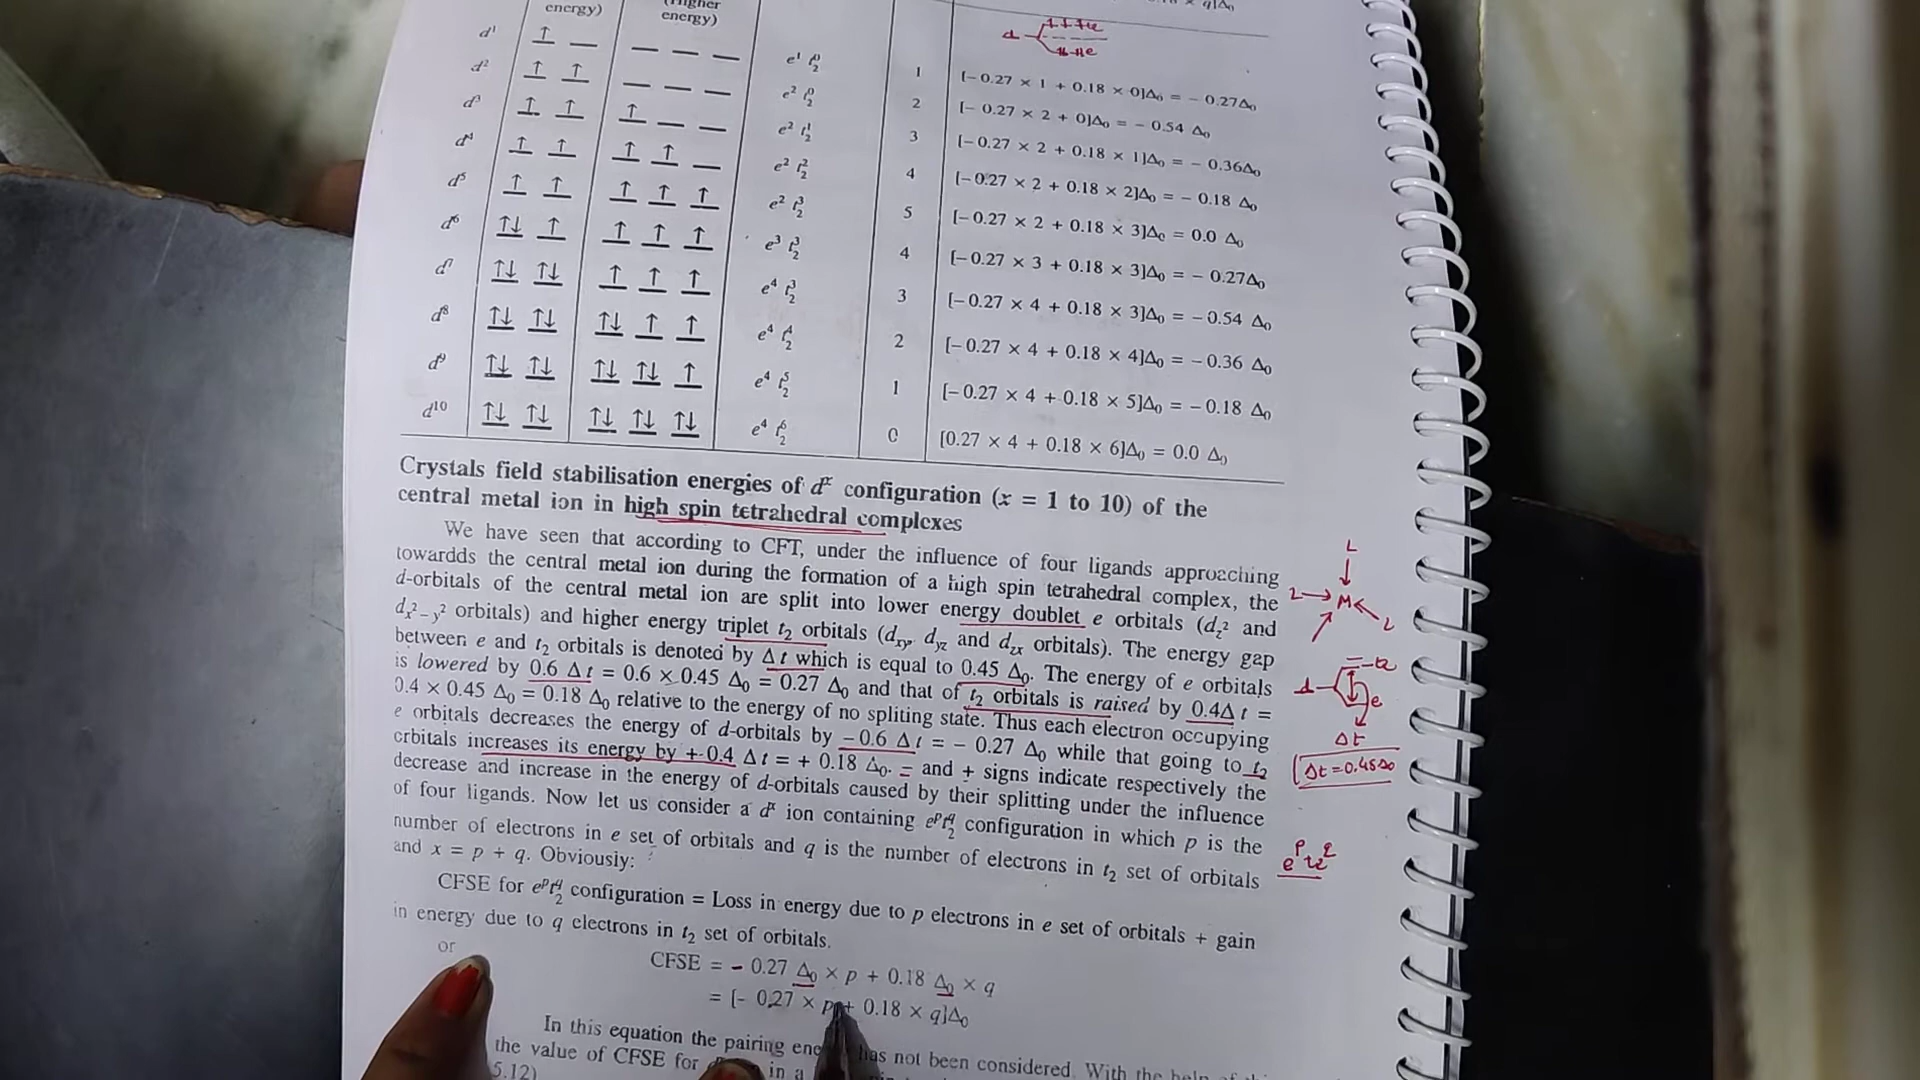 energy)
(Higher energy)
d¹ ↑ _ _ _ _ e¹ t₂⁰ 1 [– 0.27 × 1 + 0.18 × 0]Δ₀ = – 0.27Δ₀
d² ↑ ↑ _ _ _ e² t₂⁰ 2 [– 0.27 × 2 + 0]Δ₀ = – 0.54 Δ₀
d³ ↑ ↑ ↑ _ _ e² t₂¹ 3 [–0.27 × 2 + 0.18 × 1]Δ₀ = – 0.36Δ₀
d⁴ ↑ ↑ ↑ ↑ _ e² t₂² 4 [–0.27 × 2 + 0.18 × 2]Δ₀ = – 0.18 Δ₀
d⁵ ↑ ↑ ↑ ↑ ↑ e² t₂³ 5 [–0.27 × 2 + 0.18 × 3]Δ₀ = 0.0 Δ₀
d⁶ ↑↓ ↑ ↑ ↑ ↑ e³ t₂³ 4 [–0.27 × 3 + 0.18 × 3]Δ₀ = – 0.27Δ₀
d⁷ ↑↓ ↑↓ ↑ ↑ ↑ e⁴ t₂³ 3 [–0.27 × 4 + 0.18 × 3]Δ₀ = –0.54 Δ₀
d⁸ ↑↓ ↑↓ ↑↓ ↑ ↑ e⁴ t₂⁴ 2 [–0.27 × 4 + 0.18 × 4]Δ₀ = –0.36 Δ₀
d⁹ ↑↓ ↑↓ ↑↓ ↑↓ ↑ e⁴ t₂⁵ 1 [–0.27 × 4 + 0.18 × 5]Δ₀ = –0.18 Δ₀
d¹⁰ ↑↓ ↑↓ ↑↓ ↑↓ ↑↓ e⁴ t₂⁶ 0 [0.27 × 4 + 0.18 × 6]Δ₀ = 0.0 Δ₀
Crystals field stabilisation energies of dˣ configuration (x = 1 to 10) of the
central metal ion in high spin tetrahedral complexes
We have seen that according to CFT, under the influence of four ligands approaching
towardds the central metal ion during the formation of a high spin tetrahedral complex, the
d-orbitals of the central metal ion are split into lower energy doublet e orbitals (dz² and
dx²–y² orbitals) and higher energy triplet t₂ orbitals (dxy, dyz and dzx orbitals). The energy gap
between e and t₂ orbitals is denoted by Δt which is equal to 0.45 Δ₀. The energy of e orbitals
is lowered by 0.6 Δt = 0.6 × 0.45 Δ₀ = 0.27 Δ₀ and that of t₂ orbitals is raised by 0.4Δ t =
0.4 × 0.45 Δ₀ = 0.18 Δ₀ relative to the energy of no spliting state. Thus each electron occupying
e orbitals decreases the energy of d-orbitals by –0.6 Δt = – 0.27 Δ₀ while that going to t₂
orbitals increases its energy by +0.4 Δt = + 0.18 Δ₀. – and + signs indicate respectively the
decrease and increase in the energy of d-orbitals caused by their splitting under the influence
of four ligands. Now let us consider a dˣ ion containing eᵖt₂q configuration in which p is the
number of electrons in e set of orbitals and q is the number of electrons in t₂ set of orbitals
and x = p + q. Obviously:
CFSE for eᵖt₂q configuration = Loss in energy due to p electrons in e set of orbitals + gain
in energy due to q electrons in t₂ set of orbitals.
or
CFSE = – 0.27 Δ₀ × p + 0.18 Δ₀ × q
= [– 0.27 × p + 0.18 × q]Δ₀
In this equation the pairing has not been considered. With the help of
the value of CFSE for in a
5.12)
L
L → M L
d e
Δt
Δt = 0.45Δ₀
eᵖ t₂q